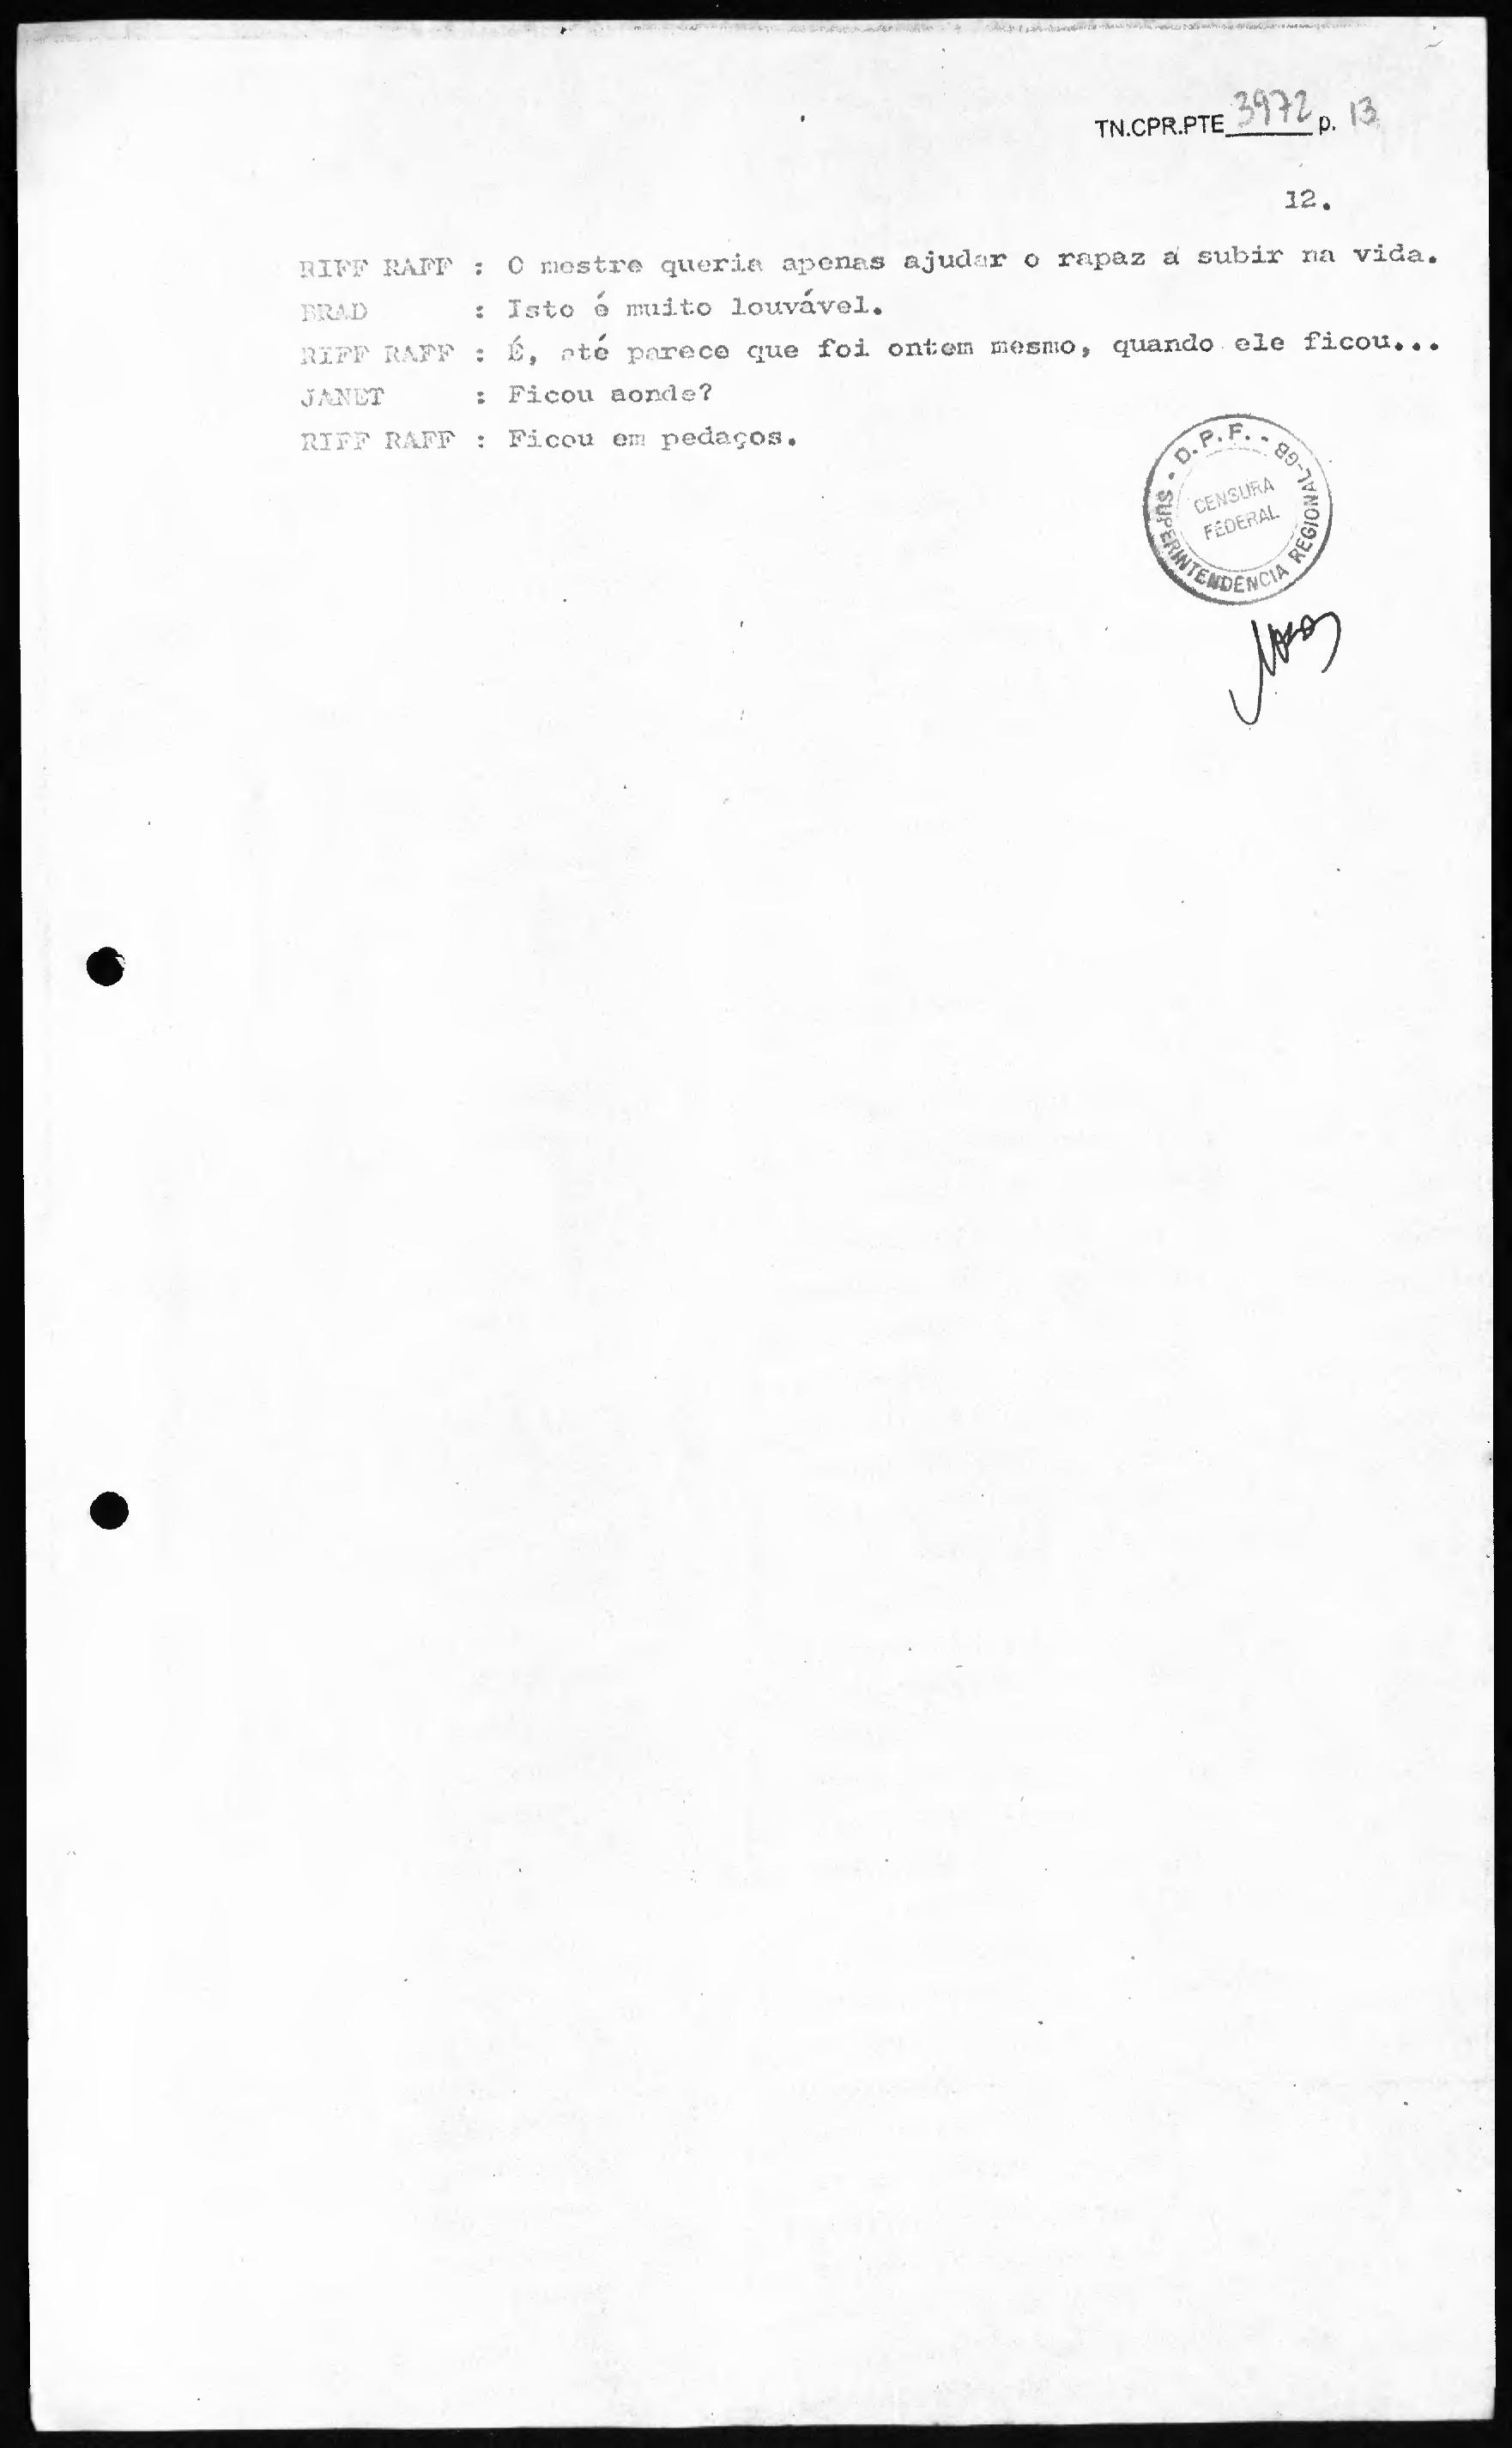 TN.CPR.PTE 3972 p. 13
12.
RIFF RAFF : O mestre queria apenas ajudar o rapaz a subir na vida.
BRAD : Isto é muito louvável.
RIFF RAFF : É, até parece que foi ontem mesmo, quando ele ficou...
JANET : Ficou aonde?
RIFF RAFF : Ficou em pedaços.
D.P.F. - SUPERINTENDÊNCIA REGIONAL-GB
CENSURA
FEDERAL